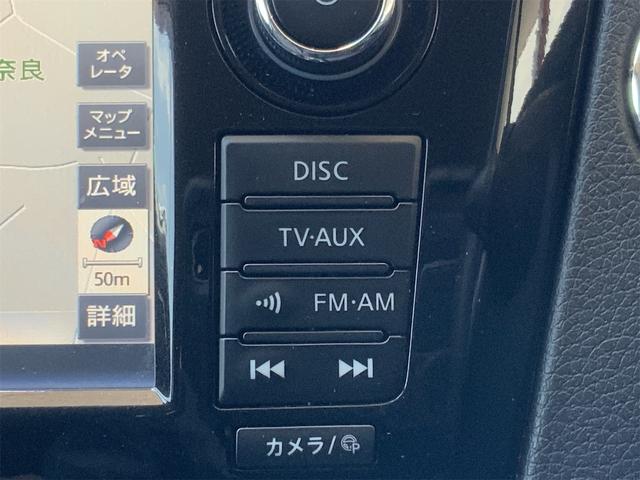 奈良
オペ
レータ
マップ
メニュー
広域
N
50m
詳細
DISC
TV·AUX
FM·AM
カメラ/P